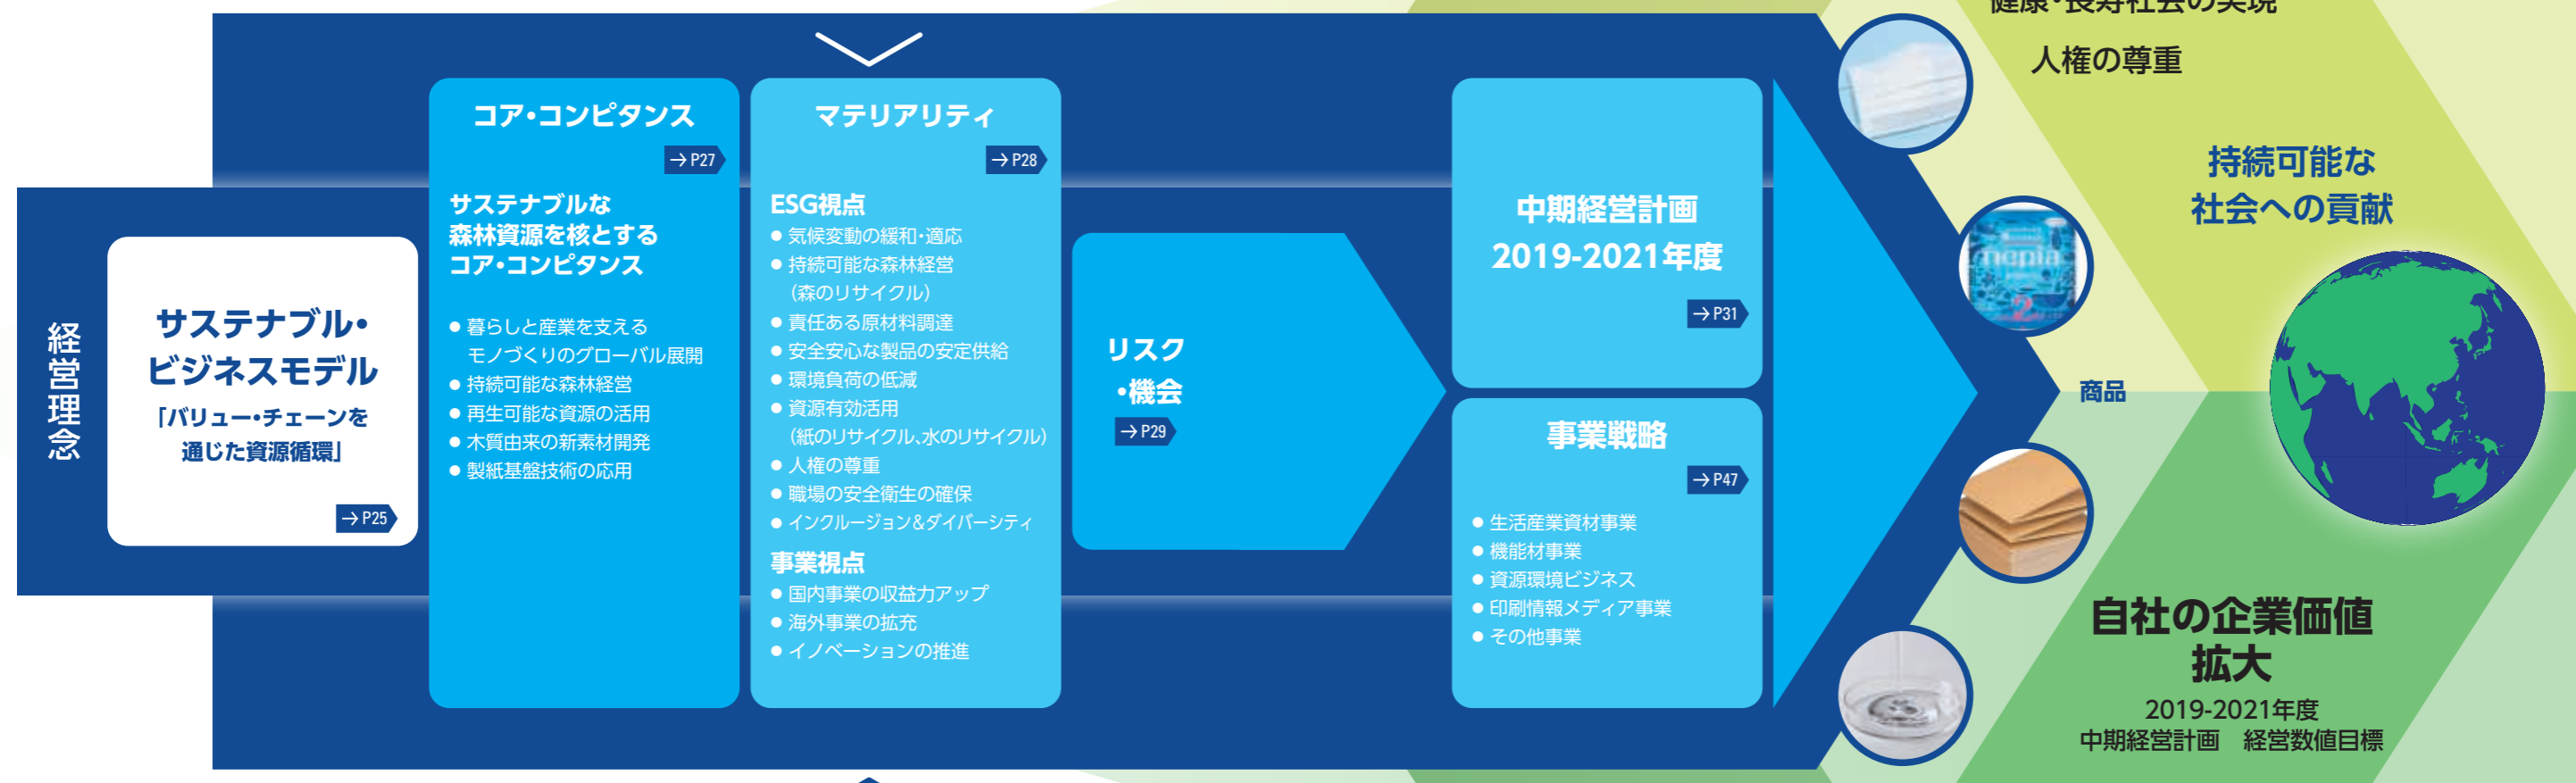 経営理念
サステナブル・
ビジネスモデル
「バリュー・チェーンを
通じた資源循環」
→P25
コア・コンピタンス
→P27
サステナブルな
森林資源を核とする
コア・コンピタンス
● 暮らしと産業を支える
モノづくりのグローバル展開
● 持続可能な森林経営
● 再生可能な資源の活用
● 木質由来の新素材開発
● 製紙基盤技術の応用
マテリアリティ
→P28
ESG視点
● 気候変動の緩和・適応
● 持続可能な森林経営
（森のリサイクル）
● 責任ある原材料調達
● 安全安心な製品の安定供給
● 環境負荷の低減
● 資源有効活用
（紙のリサイクル、水のリサイクル）
● 人権の尊重
● 職場の安全衛生の確保
● インクルージョン＆ダイバーシティ
事業視点
● 国内事業の収益力アップ
● 海外事業の拡充
● イノベーションの推進
リスク
・機会
→P29
中期経営計画
2019-2021年度
→P31
事業戦略
→P47
● 生活産業資材事業
● 機能材事業
● 資源環境ビジネス
● 印刷情報メディア事業
● その他事業
nepia
2
商品
健康・長寿社会の実現
人権の尊重
持続可能な
社会への貢献
自社の企業価値
拡大
2019-2021年度
中期経営計画　経営数値目標